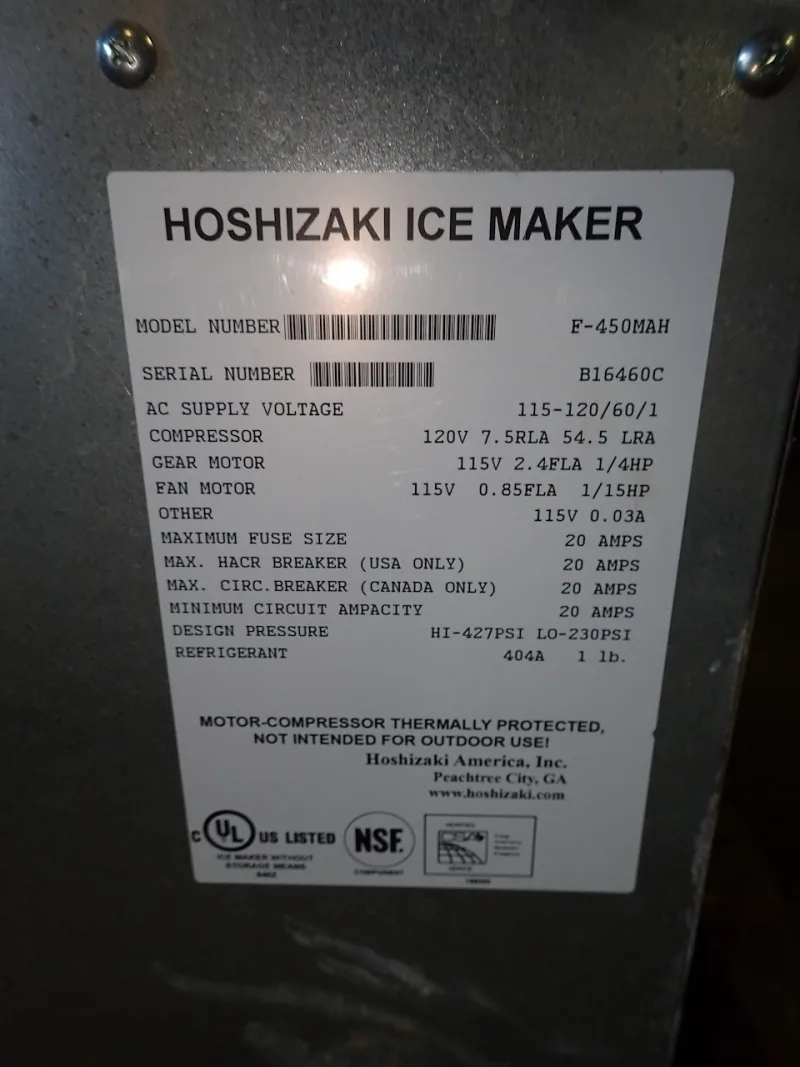 HOSHIZAKI ICE MAKER
MODEL NUMBER F-450MAH
SERIAL NUMBER B16460C
AC SUPPLY VOLTAGE 115-120/60/1
COMPRESSOR 120V 7.5RLA 54.5 LRA
GEAR MOTOR 115V 2.4FLA 1/4HP
FAN MOTOR 115V 0.85FLA 1/15HP
OTHER 115V 0.03A
MAXIMUM FUSE SIZE 20 AMPS
MAX. HACR BREAKER (USA ONLY) 20 AMPS
MAX. CIRC.BREAKER (CANADA ONLY) 20 AMPS
MINIMUM CIRCUIT AMPACITY 20 AMPS
DESIGN PRESSURE HI-427PSI LO-230PSI
REFRIGERANT 404A 1 lb.
MOTOR-COMPRESSOR THERMALLY PROTECTED,
NOT INTENDED FOR OUTDOOR USE!
Hoshizaki America, Inc.
Peachtree City, GA
www.hoshizaki.com
C UL US LISTED NSF.
ICE MAKER WITHOUT
STORAGE MEANS
COMPONENT